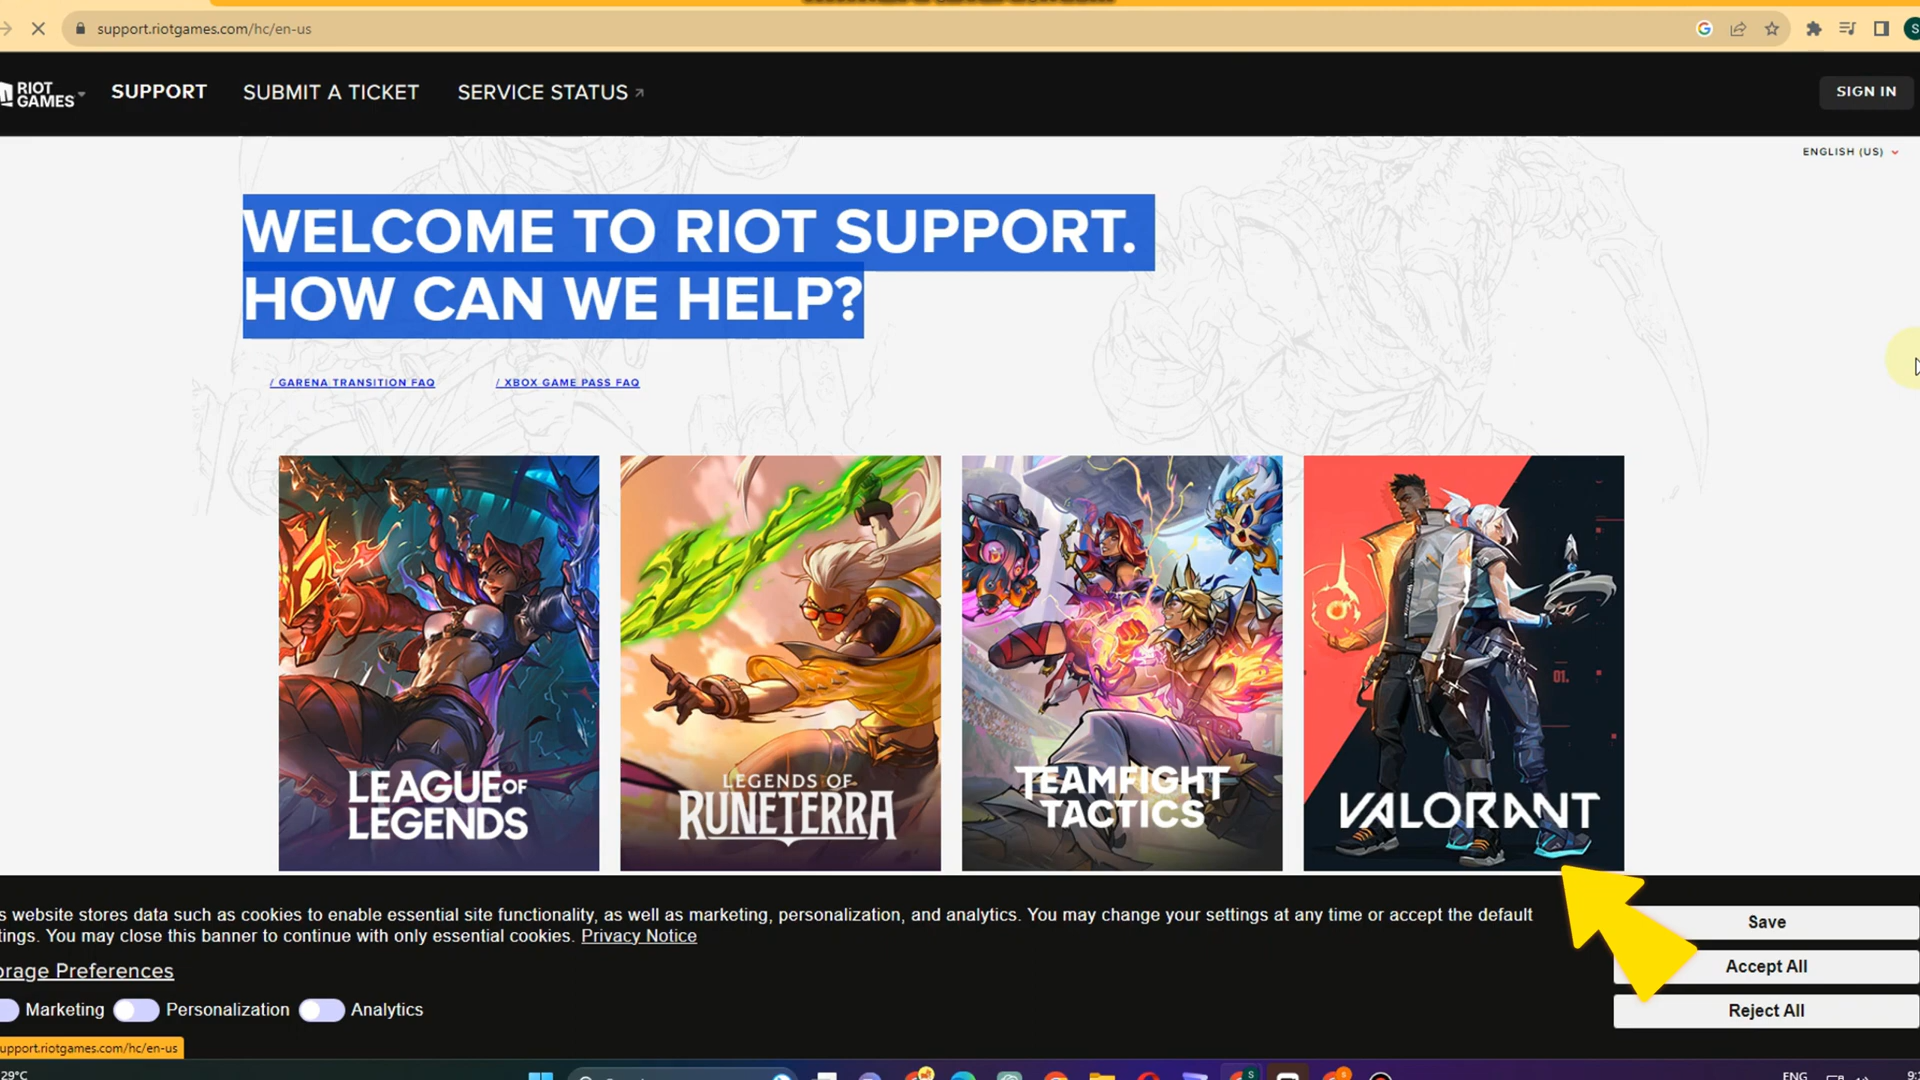 support.riotgames.com/hc/en-us
RIOT GAMES
SUPPORT
SUBMIT A TICKET
SERVICE STATUS
SIGN IN
ENGLISH (US)
WELCOME TO RIOT SUPPORT.
HOW CAN WE HELP?
/ GARENA TRANSITION FAQ
/ XBOX GAME PASS FAQ
LEAGUE OF
LEGENDS
LEGENDS OF
RUNETERRA
TEAMFIGHT
TACTICS
01.
VALORANT
s website stores data such as cookies to enable essential site functionality, as well as marketing, personalization, and analytics. You may change your settings at any time or accept the default
tings. You may close this banner to continue with only essential cookies. Privacy Notice
orage Preferences
Marketing
Personalization
Analytics
Save
Accept All
Reject All
upport.riotgames.com/hc/en-us
29°C
ENG